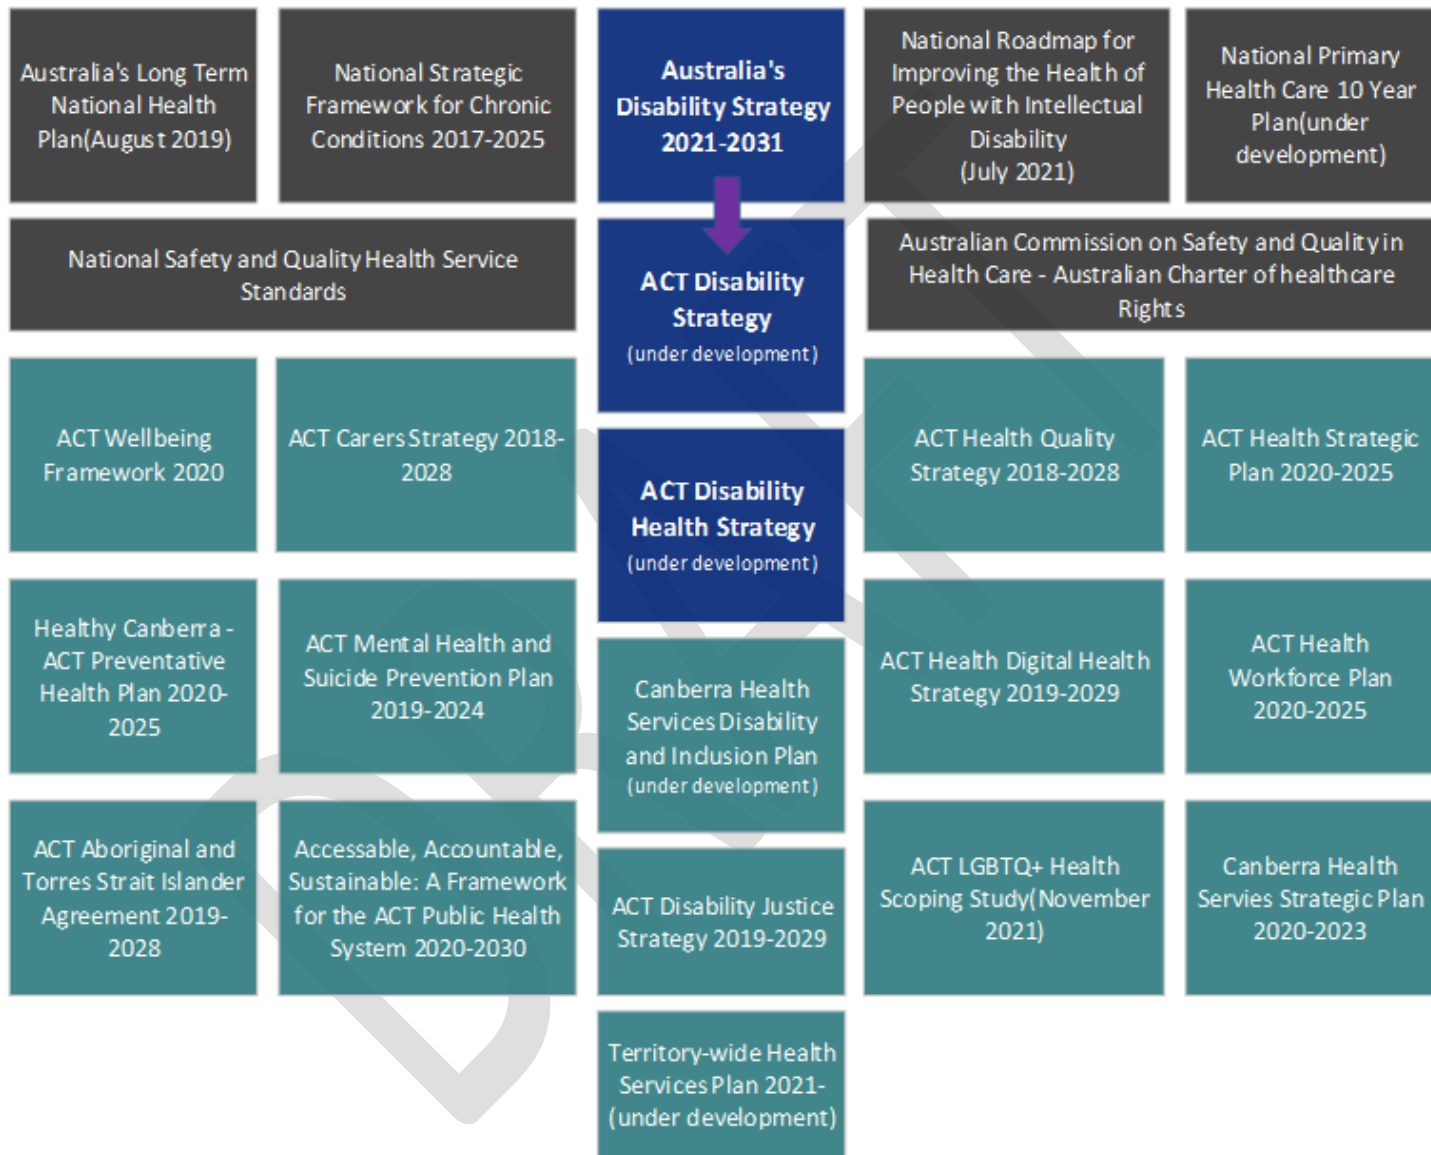 Australia's Long Term
National Health
Plan(August 2019)
National Strategic
Framework for Chronic
Conditions 2017-2025
Australia's
Disability Strategy
2021-2031
National Roadmap for
Improving the Health of
People with Intellectual
Disability
(July 2021)
National Primary
Health Care 10 Year
Plan(under
development)
National Safety and Quality Health Service
Standards
ACT Disability
Strategy
(under development)
Australian Commission on Safety and Quality in
Health Care - Australian Charter of healthcare
Rights
ACT Wellbeing
Framework 2020
ACT Carers Strategy 2018-
2028
ACT Disability
Health Strategy
(under development)
ACT Health Quality
Strategy 2018-2028
ACT Health Strategic
Plan 2020-2025
Healthy Canberra -
ACT Preventative
Health Plan 2020-
2025
ACT Mental Health and
Suicide Prevention Plan
2019-2024
Canberra Health
Services Disability
and Inclusion Plan
(under development)
ACT Health Digital Health
Strategy 2019-2029
ACT Health
Workforce Plan
2020-2025
ACT Aboriginal and
Torres Strait Islander
Agreement 2019-
2028
Accessable, Accountable,
Sustainable: A Framework
for the ACT Public Health
System 2020-2030
ACT Disability Justice
Strategy 2019-2029
ACT LGBTQ+ Health
Scoping Study(November
2021)
Canberra Health
Servies Strategic Plan
2020-2023
Territory-wide Health
Services Plan 2021-
(under development)
DRAFT